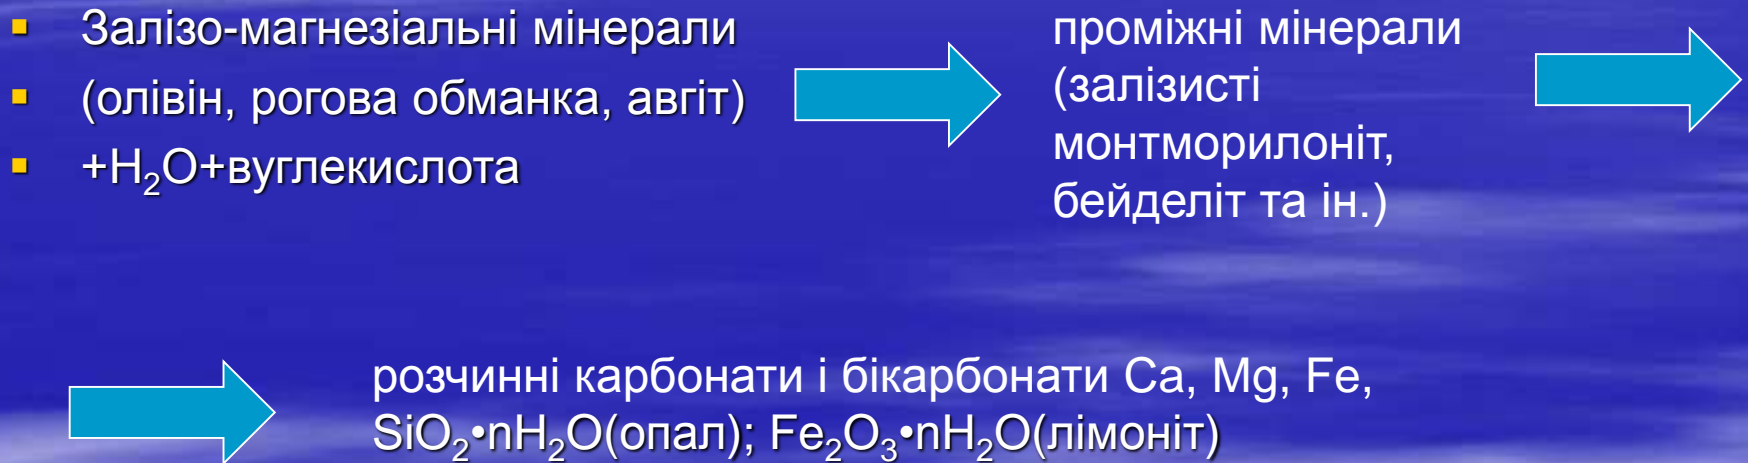 ▪ Залізо-магнезіальні мінерали
▪ (олівін, рогова обманка, авгіт)
▪ +H₂O+вуглекислота
проміжні мінерали
(залізисті
монтморилоніт,
бейделіт та ін.)
розчинні карбонати і бікарбонати Ca, Mg, Fe,
SiO₂•nH₂O(опал); Fe₂O₃•nH₂O(лімоніт)